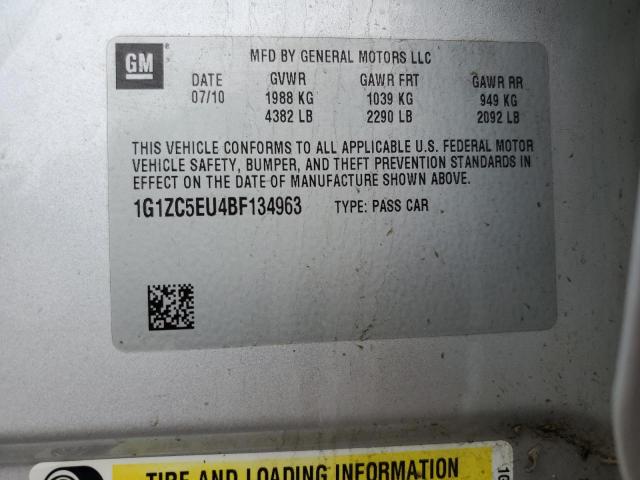 GM
MFD BY GENERAL MOTORS LLC
DATE GVWR GAWR FRT GAWR RR
07/10 1988 KG 1039 KG 949 KG
4382 LB 2290 LB 2092 LB
THIS VEHICLE CONFORMS TO ALL APPLICABLE U.S. FEDERAL MOTOR
VEHICLE SAFETY, BUMPER, AND THEFT PREVENTION STANDARDS IN
EFFECT ON THE DATE OF MANUFACTURE SHOWN ABOVE.
1G1ZC5EU4BF134963 TYPE: PASS CAR
TIRE AND LOADING INFORMATION